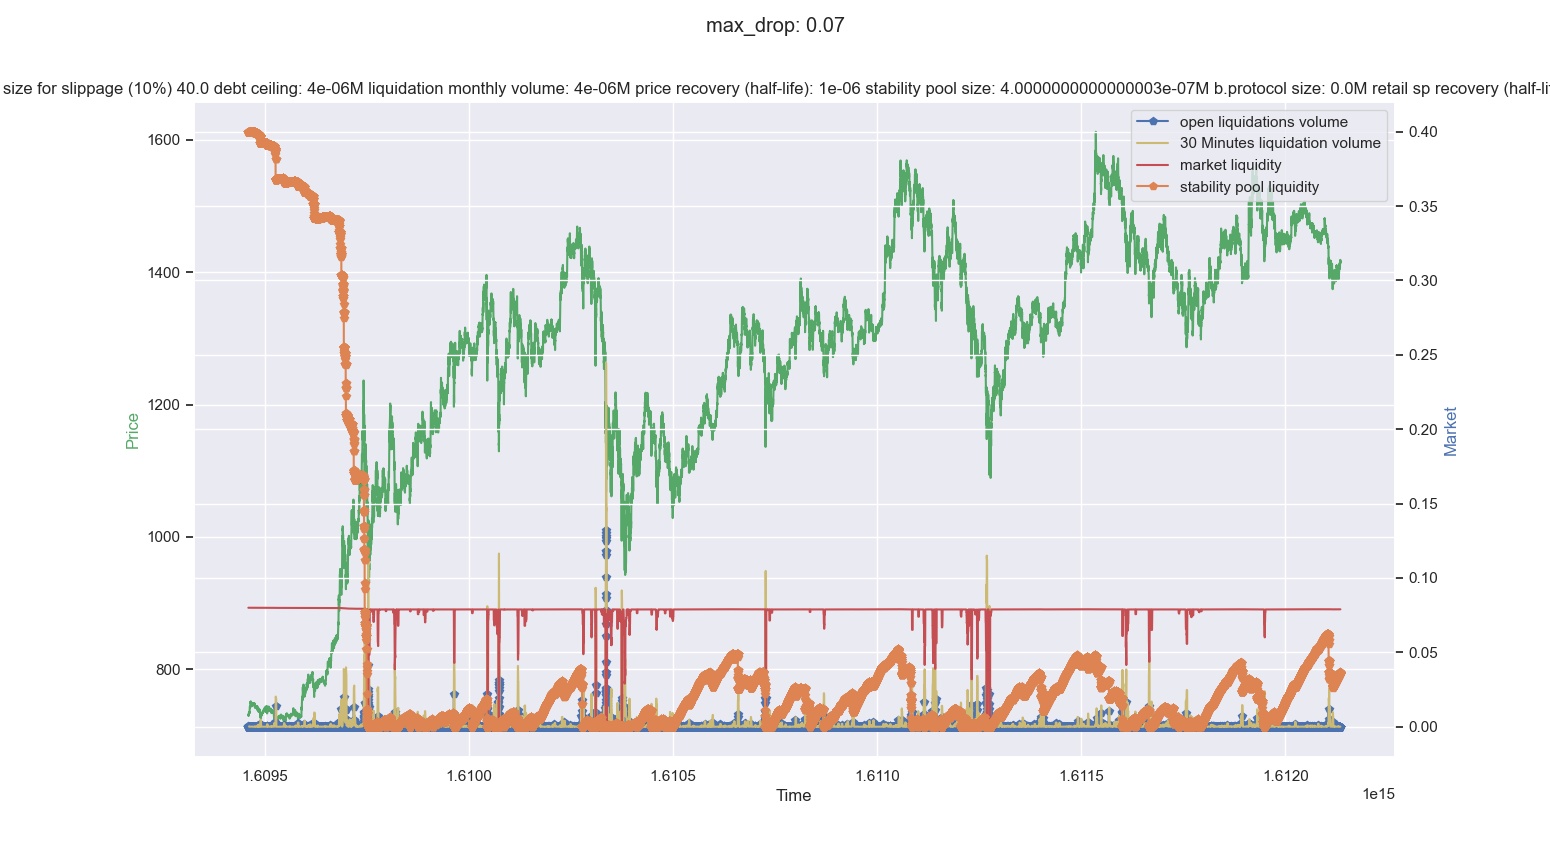 max_drop: 0.07
size for slippage (10%) 40.0 debt ceiling: 4e-06M liquidation monthly volume: 4e-06M price recovery (half-life): 1e-06 stability pool size: 4.0000000000000003e-07M b.protocol size: 0.0M retail sp recovery (half-li
open liquidations volume
30 Minutes liquidation volume
market liquidity
stability pool liquidity
1600
1400
1200
1000
800
Price
0.40
0.35
0.30
0.25
0.20
0.15
0.10
0.05
0.00
Market
1.6095
1.6100
1.6105
1.6110
1.6115
1.6120
Time
1e15